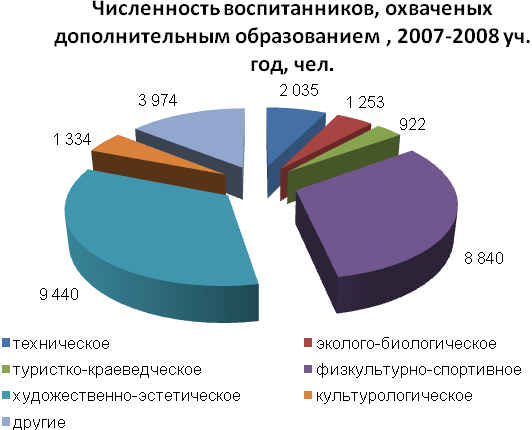 Численность воспитанников, охваченых
дополнительным образованием , 2007-2008 уч.
год, чел.
3 974
2 035
1 253
1 334
922
8 840
9 440
техническое
эколого-биологическое
туристко-краеведческое
физкультурно-спортивное
художественно-эстетическое
культурологическое
другие